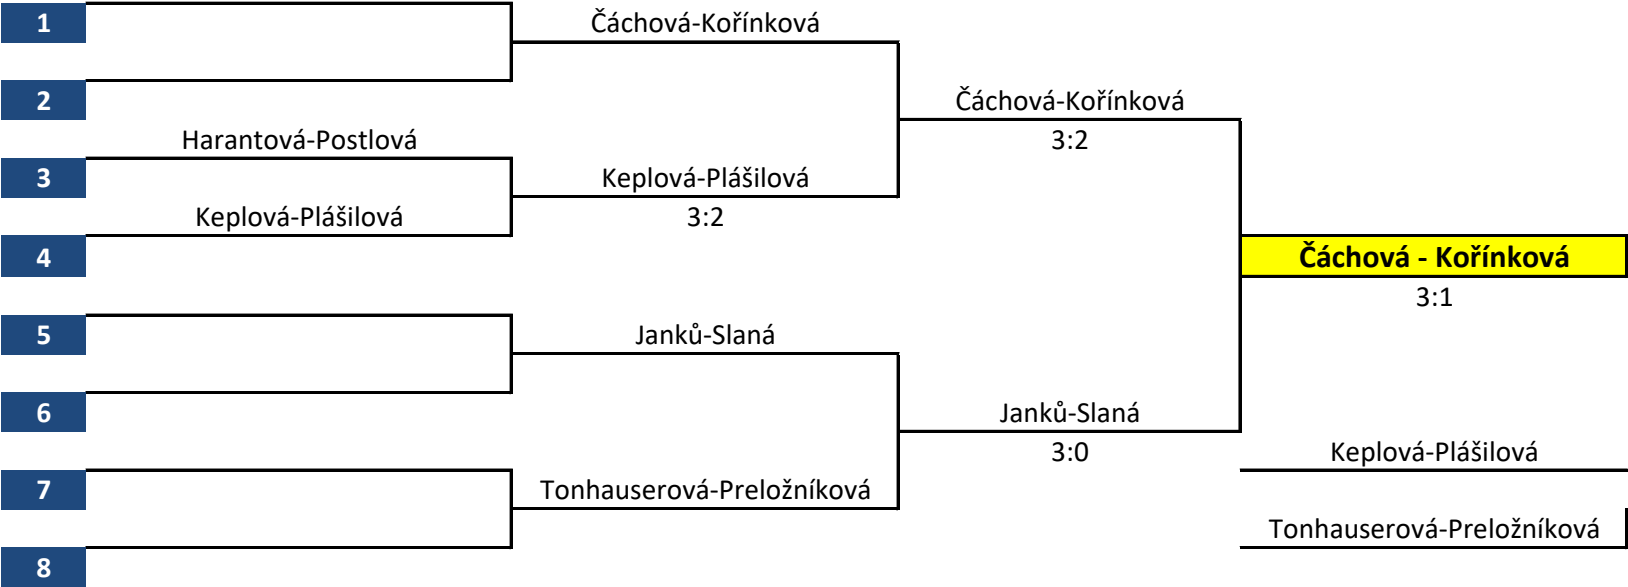 1
Čáchová-Kořínková
2
Čáchová-Kořínková
Harantová-Postlová
3:2
3
Keplová-Plášilová
Keplová-Plášilová
3:2
4
Čáchová - Kořínková
3:1
5
Janků-Slaná
6
Janků-Slaná
3:0
Keplová-Plášilová
7
Tonhauserová-Preložníková
Tonhauserová-Preložníková
8